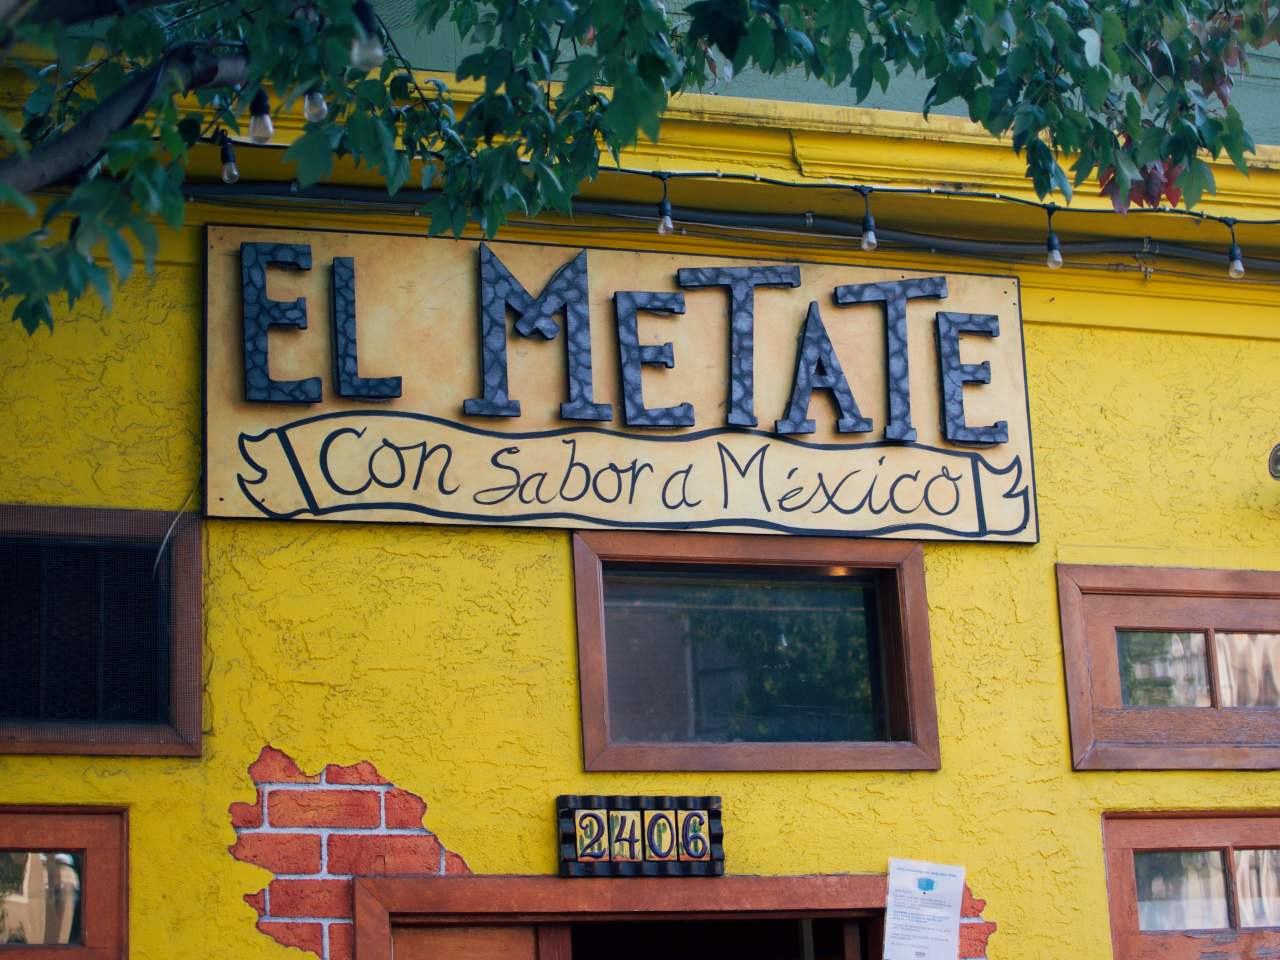 EL METATE
Con Sabor a México
2406